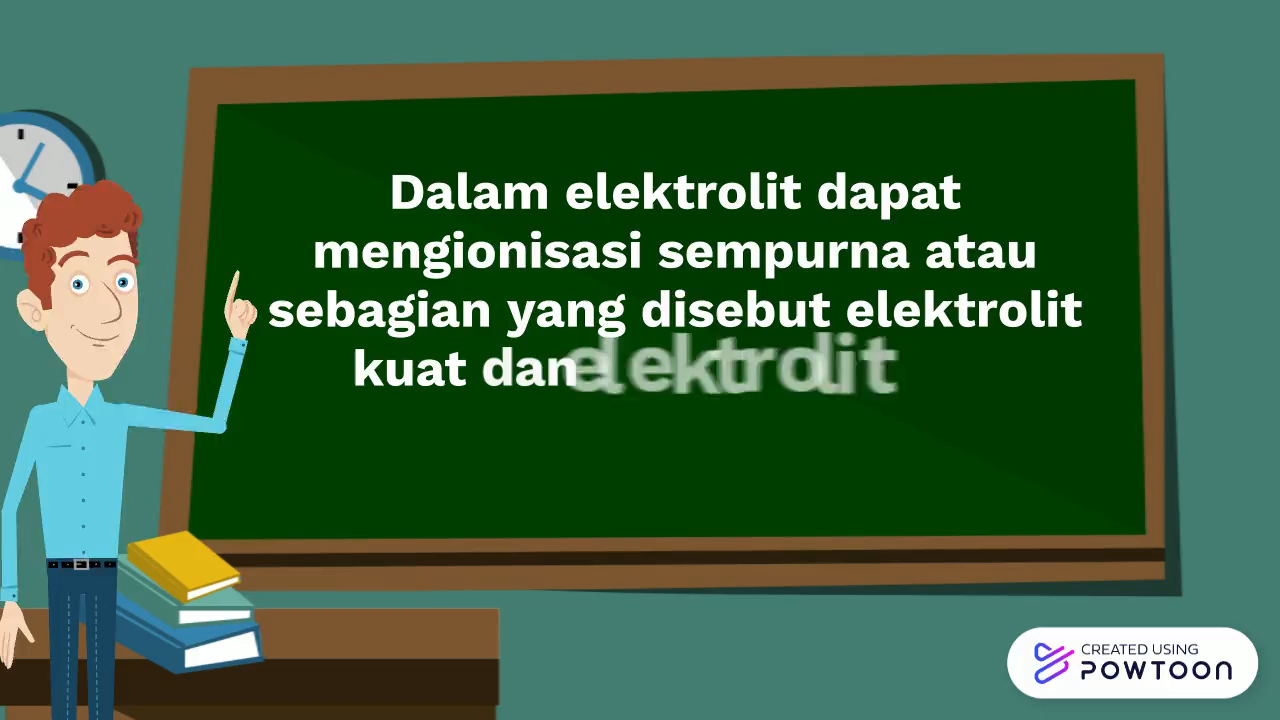 Dalam elektrolit dapat
mengionisasi sempurna atau
sebagian yang disebut elektrolit
kuat dan elektrolit
CREATED USING
POWTOON